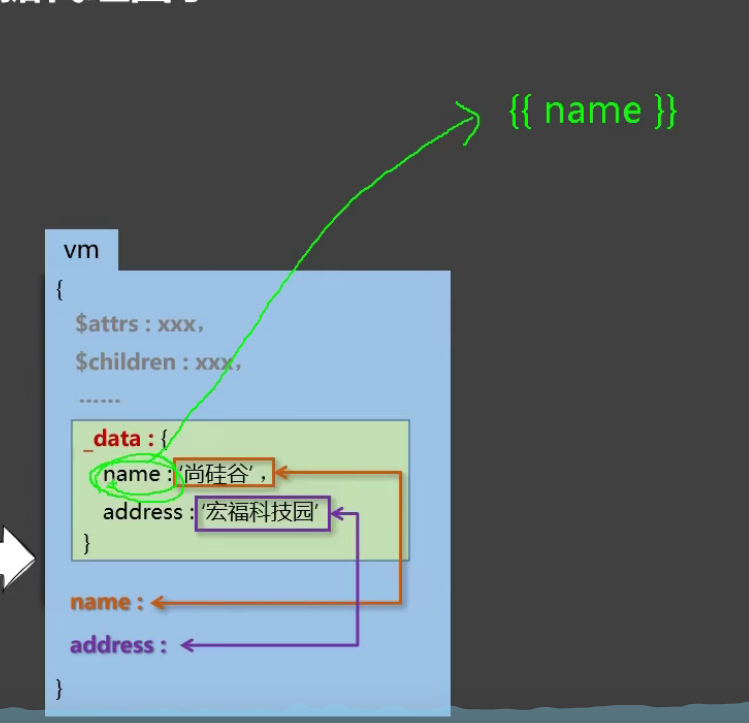 {{ name }}
vm
{
$attrs : xxx，
$children : xxx，
……
_data : {
name : '尚硅谷'，
address : '宏福科技园'
}
name :
address :
}